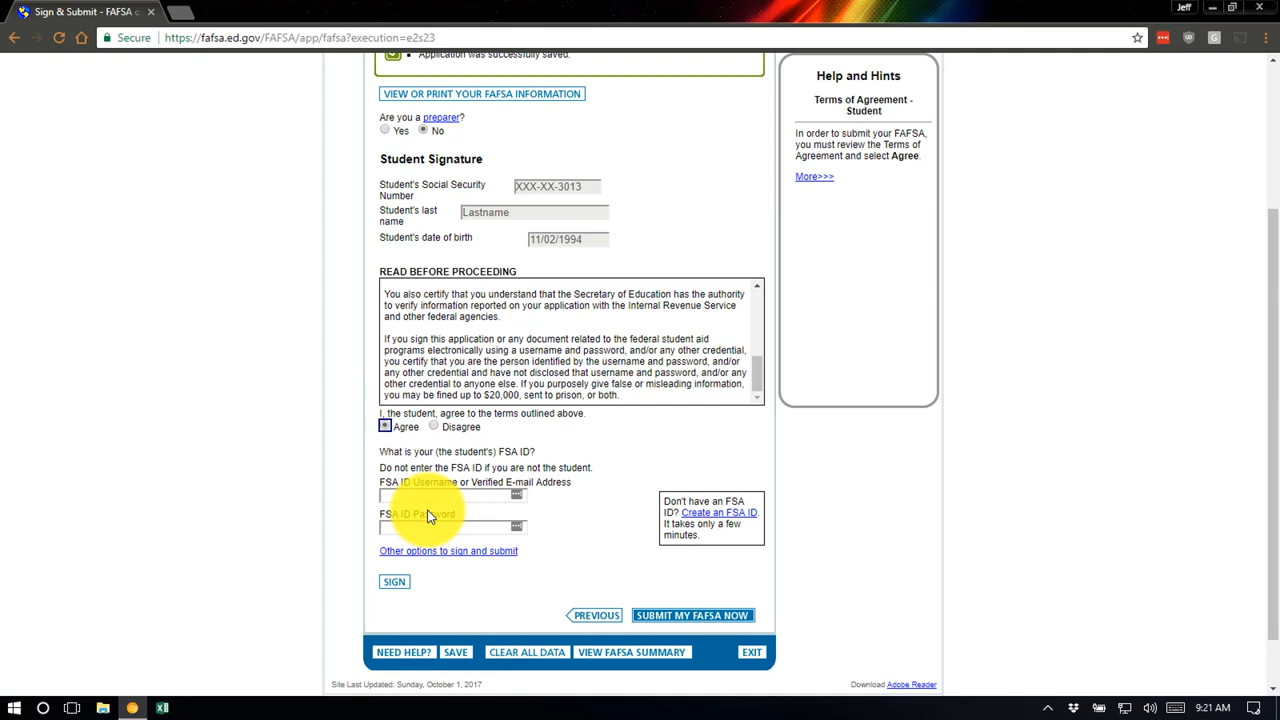 Sign & Submit - FAFSA o
Jeff
Secure
https://fafsa.ed.gov/FAFSA/app/fafsa?execution=e2s23
Application was successfully saved.
VIEW OR PRINT YOUR FAFSA INFORMATION
Are you a preparer?
Yes No
Student Signature
Student's Social Security
Number
XXX-XX-3013
Student's last
name
Lastname
Student's date of birth
11/02/1994
READ BEFORE PROCEEDING
You also certify that you understand that the Secretary of Education has the authority
to verify information reported on your application with the Internal Revenue Service
and other federal agencies.
If you sign this application or any document related to the federal student aid
programs electronically using a username and password, and/or any other credential,
you certify that you are the person identified by the username and password, and/or
any other credential and have not disclosed that username and password, and/or any
other credential to anyone else. If you purposely give false or misleading information,
you may be fined up to $20,000, sent to prison, or both.
I, the student, agree to the terms outlined above.
Agree Disagree
What is your (the student's) FSA ID?
Do not enter the FSA ID if you are not the student.
FSA ID Username or Verified E-mail Address
FSA ID Password
Other options to sign and submit
Don't have an FSA
ID? Create an FSA ID.
It takes only a few
minutes.
SIGN
PREVIOUS
SUBMIT MY FAFSA NOW
NEED HELP?
SAVE
CLEAR ALL DATA
VIEW FAFSA SUMMARY
EXIT
Site Last Updated: Sunday, October 1, 2017
Download Adobe Reader
Help and Hints
Terms of Agreement -
Student
In order to submit your FAFSA,
you must review the Terms of
Agreement and select Agree.
More>>>
9:21 AM